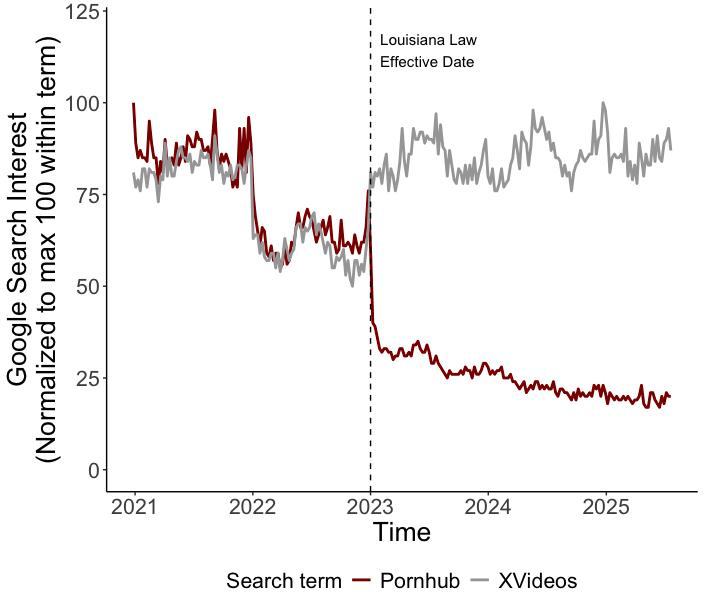 125
100
75
50
25
0
Google Search Interest
(Normalized to max 100 within term)
Louisiana Law
Effective Date
2021 2022 2023 2024 2025
Time
Search term Pornhub XVideos